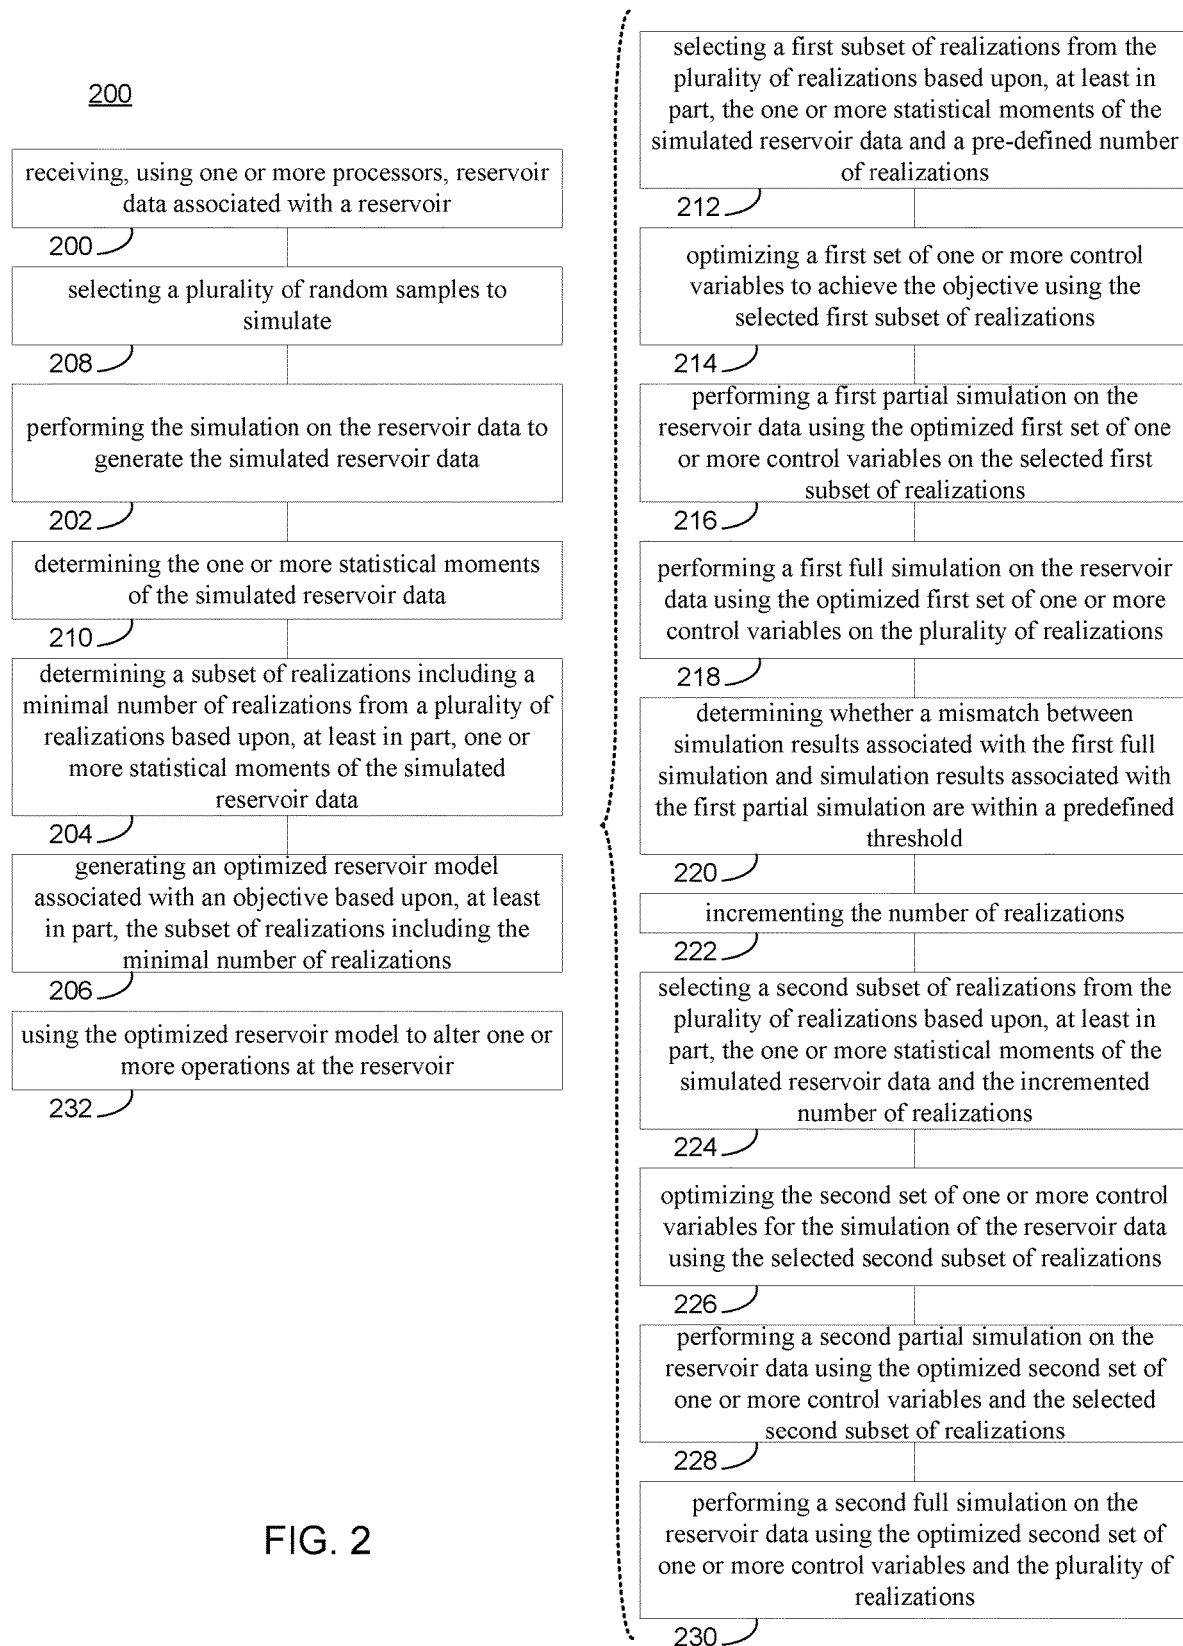 200
receiving, using one or more processors, reservoir
data associated with a reservoir
200
selecting a plurality of random samples to
simulate
208
performing the simulation on the reservoir data to
generate the simulated reservoir data
202
determining the one or more statistical moments
of the simulated reservoir data
210
determining a subset of realizations including a
minimal number of realizations from a plurality of
realizations based upon, at least in part, one or
more statistical moments of the simulated
reservoir data
204
generating an optimized reservoir model
associated with an objective based upon, at least
in part, the subset of realizations including the
minimal number of realizations
206
using the optimized reservoir model to alter one or
more operations at the reservoir
232
FIG. 2
selecting a first subset of realizations from the
plurality of realizations based upon, at least in
part, the one or more statistical moments of the
simulated reservoir data and a pre-defined number
of realizations
212
optimizing a first set of one or more control
variables to achieve the objective using the
selected first subset of realizations
214
performing a first partial simulation on the
reservoir data using the optimized first set of one
or more control variables on the selected first
subset of realizations
216
performing a first full simulation on the reservoir
data using the optimized first set of one or more
control variables on the plurality of realizations
218
determining whether a mismatch between
simulation results associated with the first full
simulation and simulation results associated with
the first partial simulation are within a predefined
threshold
220
incrementing the number of realizations
222
selecting a second subset of realizations from the
plurality of realizations based upon, at least in
part, the one or more statistical moments of the
simulated reservoir data and the incremented
number of realizations
224
optimizing the second set of one or more control
variables for the simulation of the reservoir data
using the selected second subset of realizations
226
performing a second partial simulation on the
reservoir data using the optimized second set of
one or more control variables and the selected
second subset of realizations
228
performing a second full simulation on the
reservoir data using the optimized second set of
one or more control variables and the plurality of
realizations
230